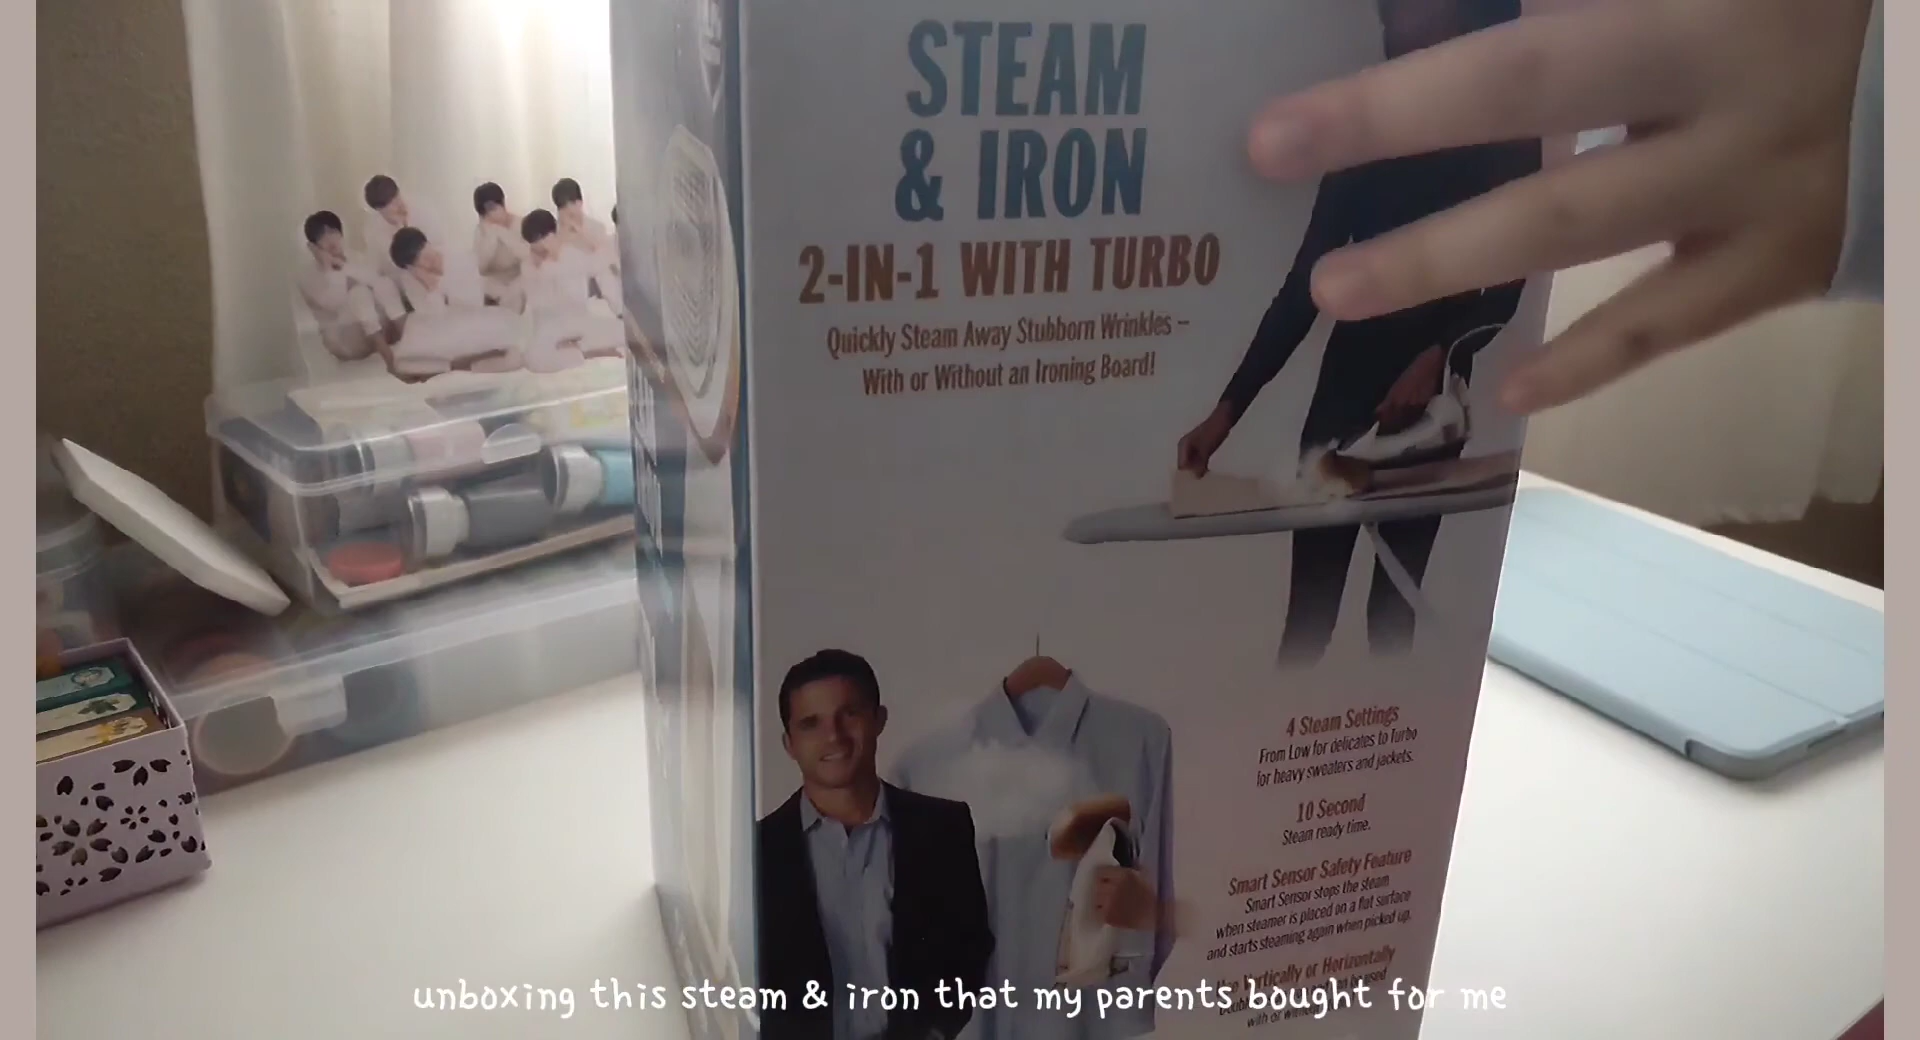 STEAM
& IRON
2-IN-1 WITH TURBO
Quickly Steam Away Stubborn Wrinkles –
With or Without an Ironing Board!
4 Steam Settings
From Low for delicates to Turbo
for heavy sweaters and jackets.
10 Second
Steam ready time.
Smart Sensor Safety Feature
Smart Sensor stops the steam
when steamer is placed on a flat surface
and starts steaming again when picked up.
Vertically or Horizontally
unboxing this steam & iron that my parents bought for me